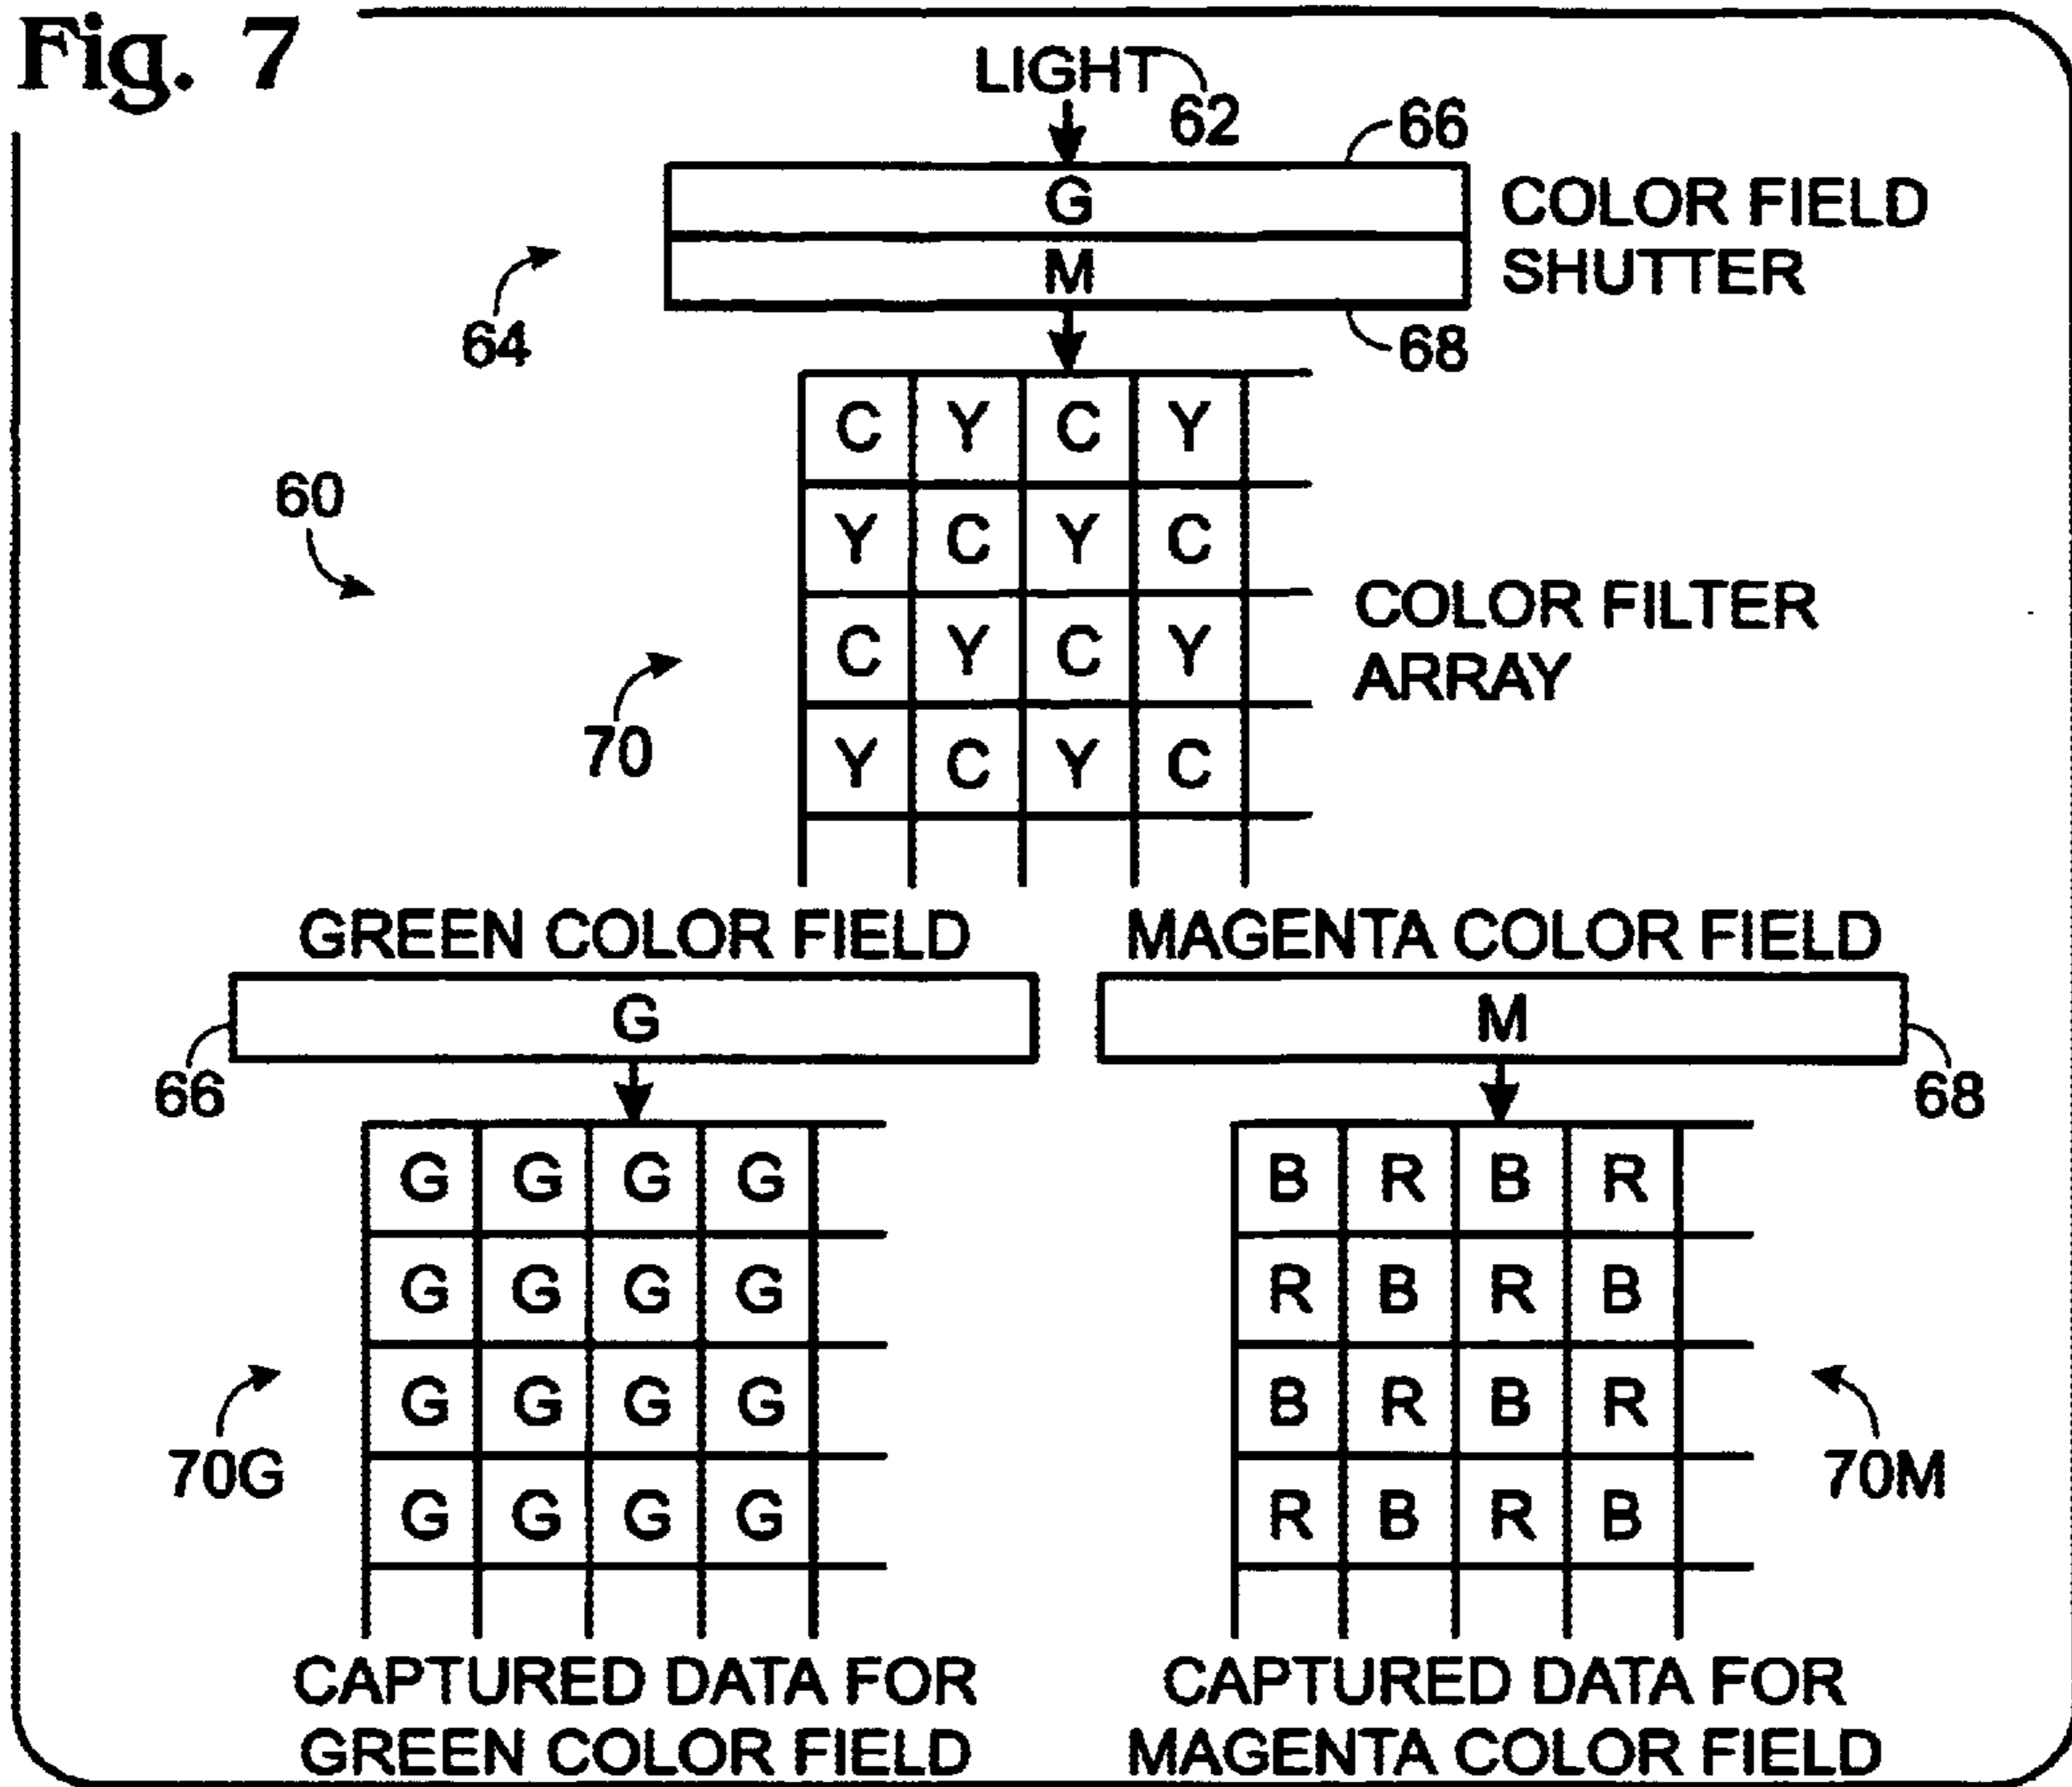 Fig. 7
LIGHT
62
66
G
COLOR FIELD
SHUTTER
M
64
68
C Y C Y
Y C Y C
C Y C Y
Y C Y C
60
COLOR FILTER
ARRAY
70
GREEN COLOR FIELD
G
66
G G G G
G G G G
G G G G
G G G G
70G
CAPTURED DATA FOR
GREEN COLOR FIELD
MAGENTA COLOR FIELD
M
68
B R B R
R B R B
B R B R
R B R B
70M
CAPTURED DATA FOR
MAGENTA COLOR FIELD